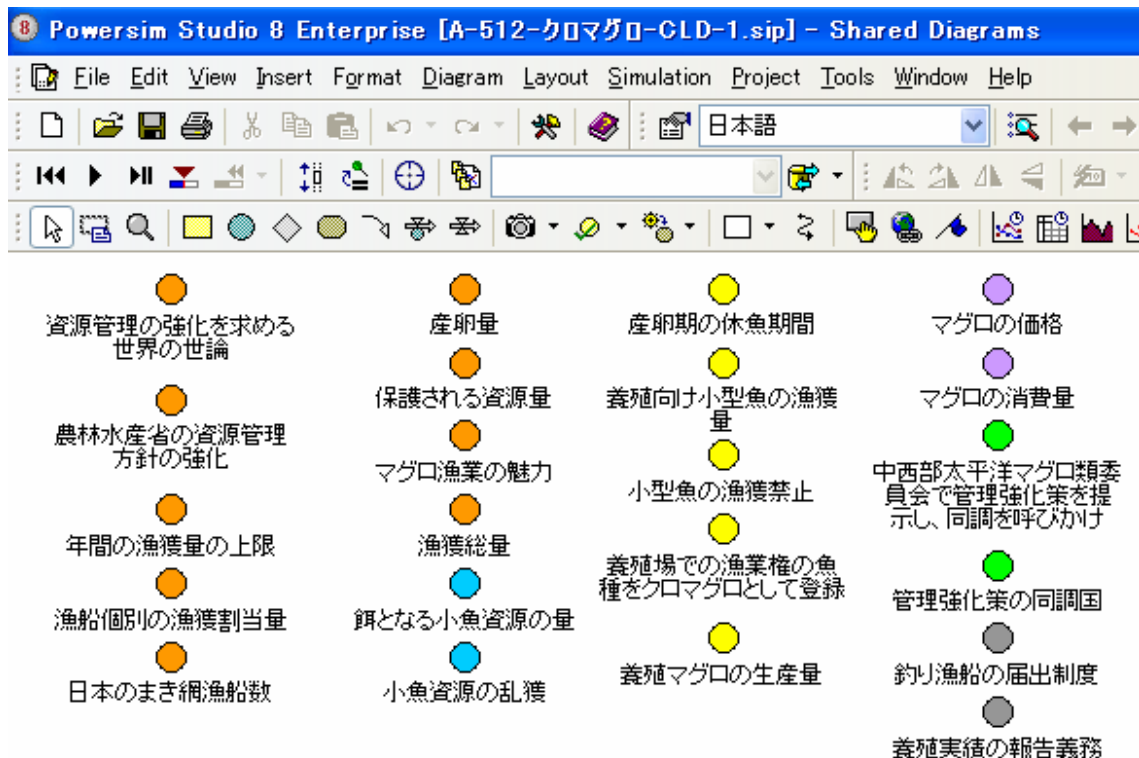 Powersim Studio 8 Enterprise [A-512-クロマグロ-CLD-1.sip] - Shared Diagrams
File Edit View Insert Format Diagram Layout Simulation Project Tools Window Help
日本語
資源管理の強化を求める
世界の世論
農林水産省の資源管理
方針の強化
年間の漁獲量の上限
漁船個別の漁獲割当量
日本のまき網漁船数
産卵量
保護される資源量
マグロ漁業の魅力
漁獲総量
餌となる小魚資源の量
小魚資源の乱獲
産卵期の休魚期間
養殖向け小型魚の漁獲
量
小型魚の漁獲禁止
養殖場での漁業権の魚
種をクロマグロとして登録
養殖マグロの生産量
マグロの価格
マグロの消費量
中西部太平洋マグロ類委
員会で管理強化策を提
示し、同調を呼びかけ
管理強化策の同調国
釣り漁船の届出制度
養殖実績の報告義務